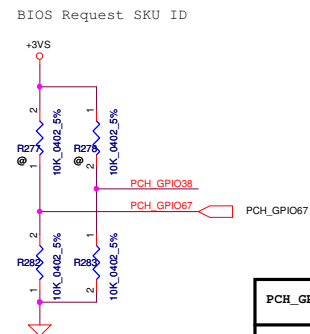 BIOS Request SKU ID
+3VS
2
1
R277
@
10K_0402_5%
R278
@
10K_0402_5%
1
2
PCH_GPIO38
PCH_GPIO67
PCH_GPIO67
2
1
R282
10K_0402_5%
R283
10K_0402_5%
1
2
PCH_GP